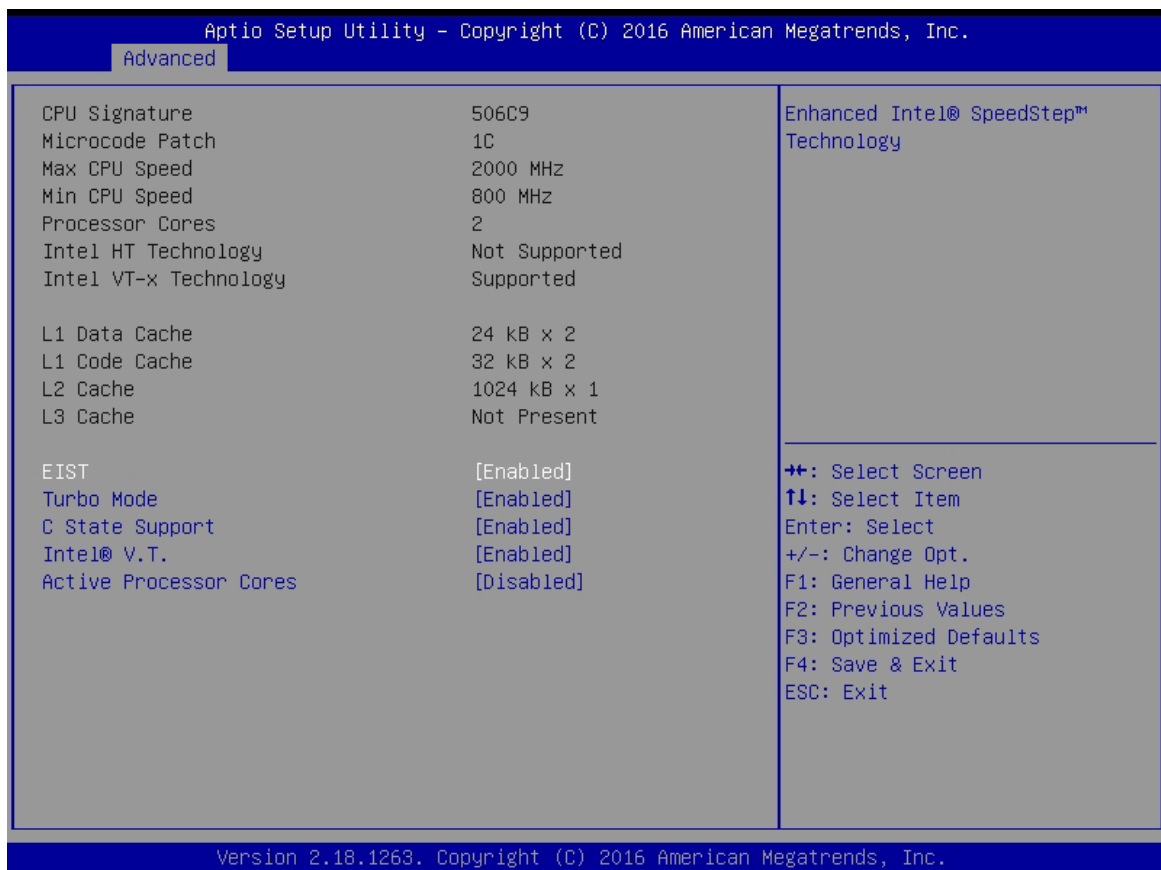 Aptio Setup Utility – Copyright (C) 2016 American Megatrends, Inc.
Advanced
CPU Signature 506C9
Microcode Patch 1C
Max CPU Speed 2000 MHz
Min CPU Speed 800 MHz
Processor Cores 2
Intel HT Technology Not Supported
Intel VT-x Technology Supported
L1 Data Cache 24 kB x 2
L1 Code Cache 32 kB x 2
L2 Cache 1024 kB x 1
L3 Cache Not Present
EIST [Enabled]
Turbo Mode [Enabled]
C State Support [Enabled]
Intel® V.T. [Enabled]
Active Processor Cores [Disabled]
Enhanced Intel® SpeedStep™
Technology
→←: Select Screen
↑↓: Select Item
Enter: Select
+/-: Change Opt.
F1: General Help
F2: Previous Values
F3: Optimized Defaults
F4: Save & Exit
ESC: Exit
Version 2.18.1263. Copyright (C) 2016 American Megatrends, Inc.